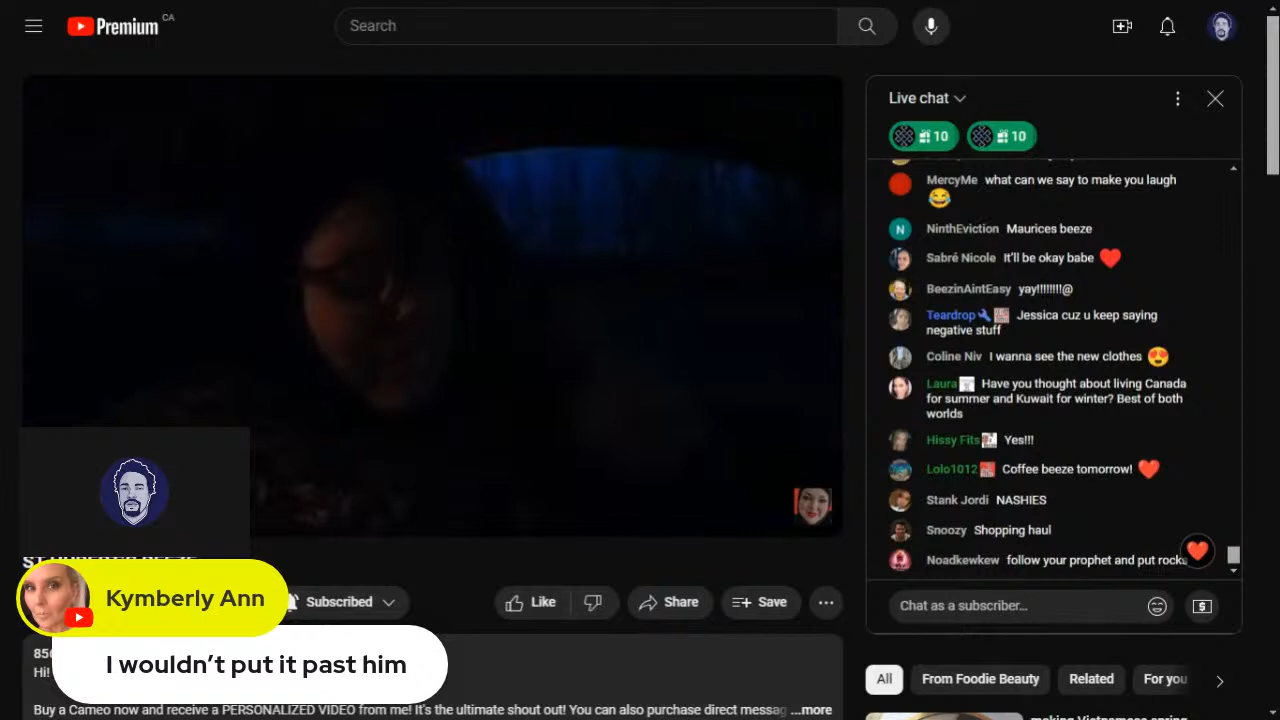 Premium CA
Search
Live chat
10
10
MercyMe what can we say to make you laugh 😂
N NinthEviction Maurices beeze
Sabré Nicole It'll be okay babe ❤️
BeezinAintEasy yay!!!!!!!!@
Teardrop Jessica cuz u keep saying
negative stuff
Coline Niv I wanna see the new clothes 😍
Laura Have you thought about living Canada
for summer and Kuwait for winter? Best of both
worlds
Hissy Fits Yes!!!
Lolo1012 Coffee beeze tomorrow! ❤️
Stank Jordi NASHIES
Snoozy Shopping haul
Noadkewkew follow your prophet and put rocks
Chat as a subscriber...
Kymberly Ann
I wouldn't put it past him
Subscribed
Like
Share
Save
Hi!
Buy a Cameo now and receive a PERSONALIZED VIDEO from me! It's the ultimate shout out! You can also purchase direct messag ...more
All
From Foodie Beauty
Related
For you